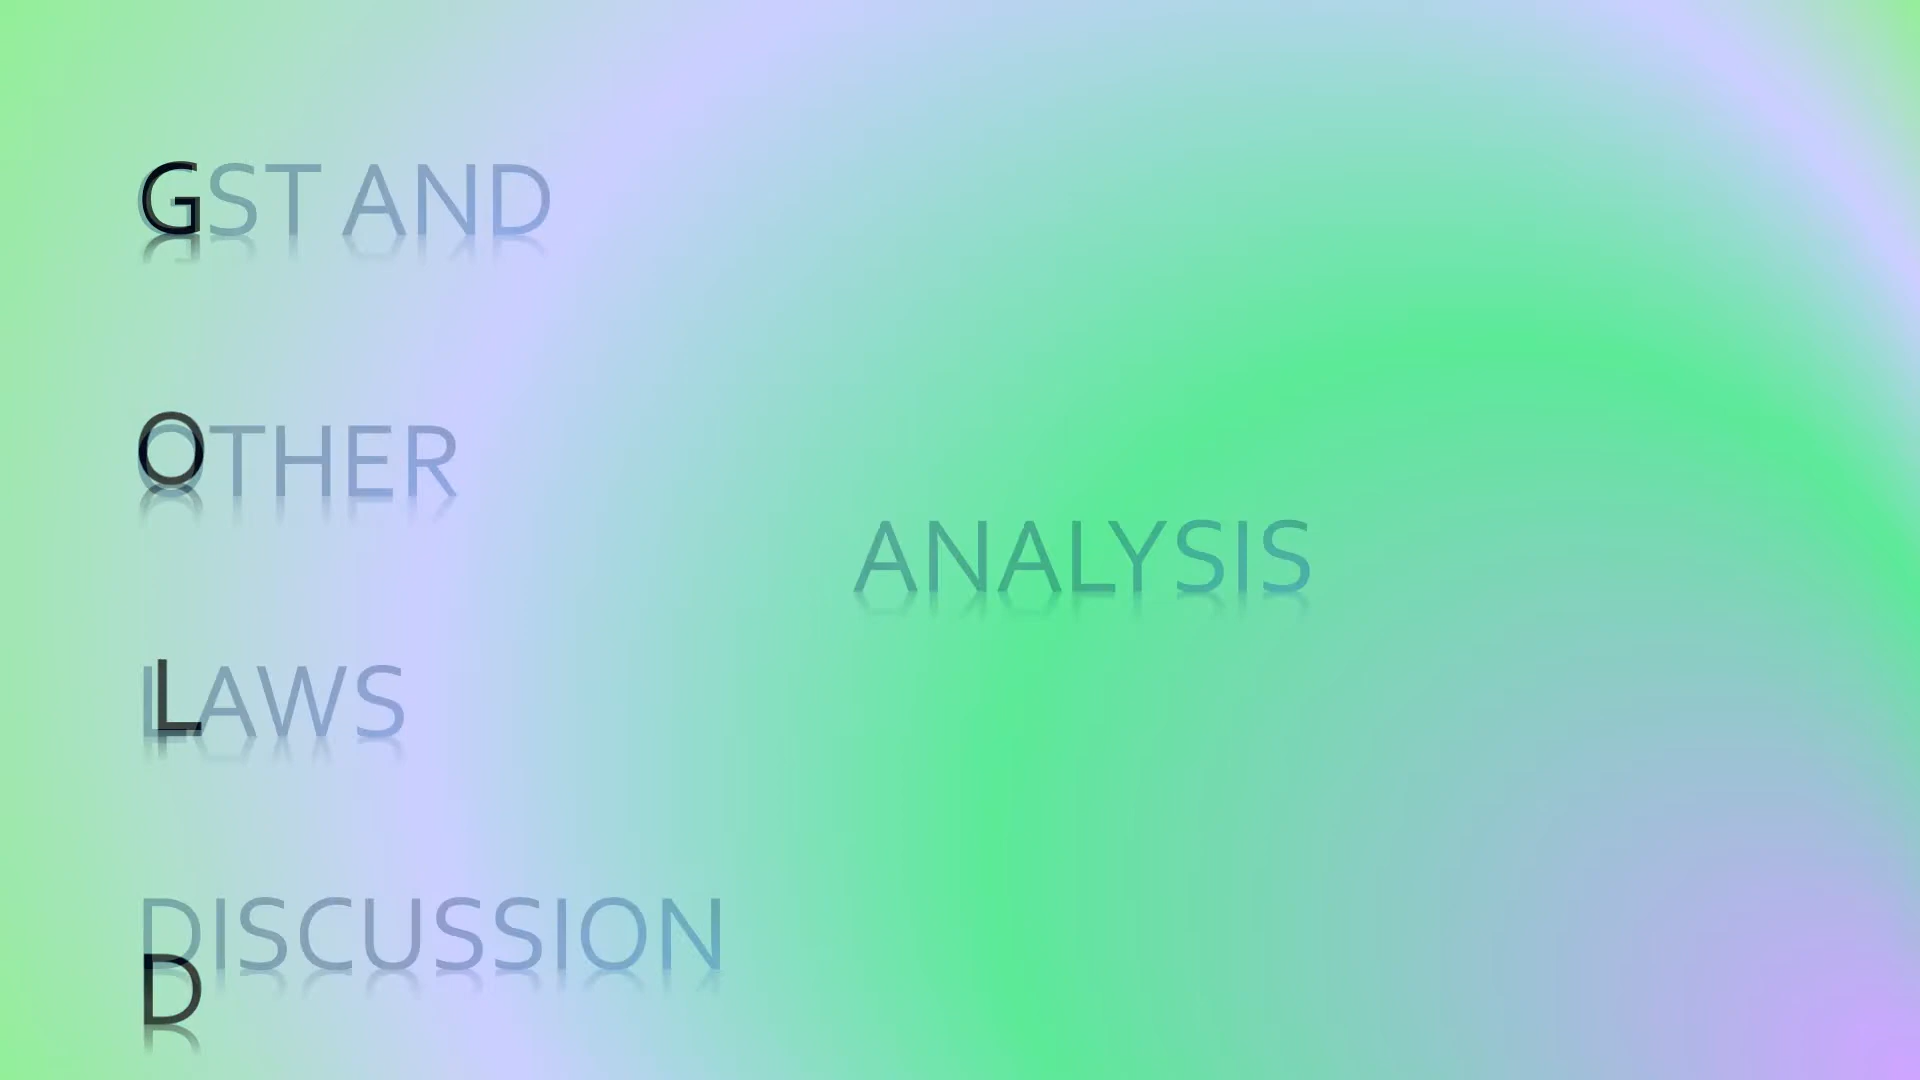 GST AND
OTHER
ANALYSIS
LAWS
DISCUSSION
D